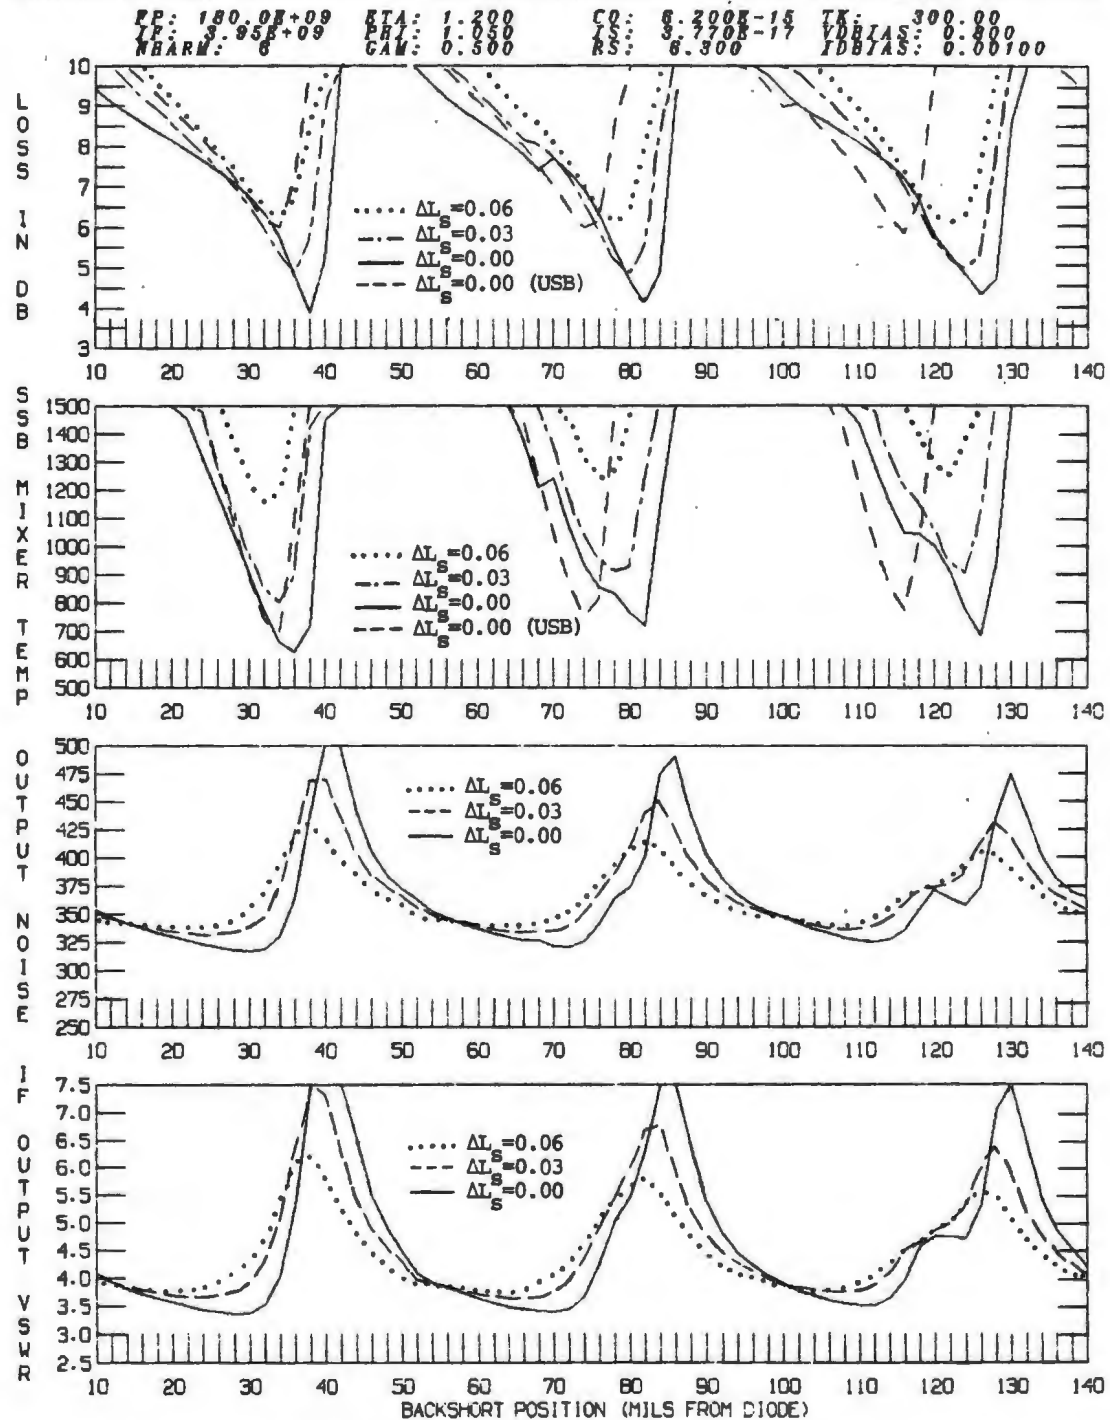 FP: 180.0E+09 ETA: 1.200 CO: 6.200E-15 TK: 300.00
IF: 3.95E+09 PHI: 1.050 IS: 3.770E-17 VDBIAS: 0.800
NHARM: 6 GAM: 0.500 RS: 6.300 IDBIAS: 0.00100
LOSS IN DB
10
9
8
7
6
5
4
3
ΔLs=0.06
ΔLs=0.03
ΔLs=0.00
ΔLs=0.00 (USB)
10 20 30 40 50 60 70 80 90 100 110 120 130 140
SSB MIXER TEMP
1500
1400
1300
1200
1100
1000
900
800
700
600
500
ΔLs=0.06
ΔLs=0.03
ΔLs=0.00
ΔLs=0.00 (USB)
10 20 30 40 50 60 70 80 90 100 110 120 130 140
OUTPUT NOISE
500
475
450
425
400
375
350
325
300
275
250
ΔLs=0.06
ΔLs=0.03
ΔLs=0.00
10 20 30 40 50 60 70 80 90 100 110 120 130 140
IF OUTPUT VSWR
7.5
7.0
6.5
6.0
5.5
5.0
4.5
4.0
3.5
3.0
2.5
ΔLs=0.06
ΔLs=0.03
ΔLs=0.00
10 20 30 40 50 60 70 80 90 100 110 120 130 140
BACKSHORT POSITION (MILS FROM DIODE)